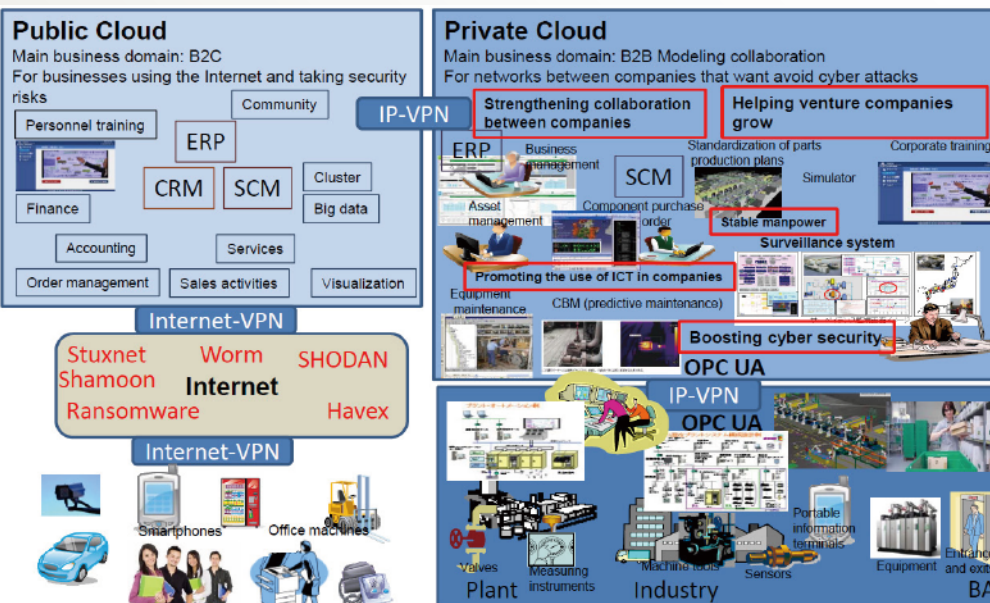 Public Cloud
Main business domain: B2C
For businesses using the Internet and taking security
risks
Community
Personnel training
ERP
CRM
SCM
Cluster
Finance
Big data
Accounting
Services
Order management
Sales activities
Visualization
IP-VPN
Private Cloud
Main business domain: B2B Modeling collaboration
For networks between companies that want avoid cyber attacks
Strengthening collaboration
between companies
Helping venture companies
grow
ERP
Business
management
SCM
Standardization of parts
production plans
Simulator
Corporate training
Asset
management
Component purchase
order
Stable manpower
Surveillance system
Promoting the use of ICT in companies
Equipment
maintenance
CBM (predictive maintenance)
Boosting cyber security
OPC UA
Internet-VPN
Stuxnet
Worm
SHODAN
Shamoon
Internet
Ransomware
Havex
Internet-VPN
Smartphones
Office machines
IP-VPN
OPC UA
Valves
Measuring
instruments
Plant
Machine tools
Industry
Sensors
Portable
information
terminals
Equipment
Entrance
and exit
BA